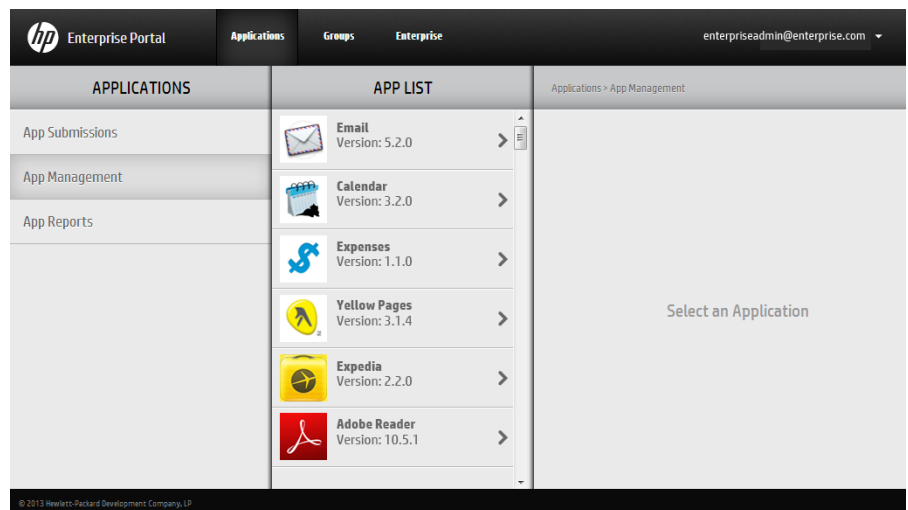 hp Enterprise Portal Applications Groups Enterprise enterpriseadmin@enterprise.com
APPLICATIONS
App Submissions
App Management
App Reports
APP LIST
Email
Version: 5.2.0
Calendar
Version: 3.2.0
Expenses
Version: 1.1.0
Yellow Pages
Version: 3.1.4
Expedia
Version: 2.2.0
Adobe Reader
Version: 10.5.1
Applications > App Management
Select an Application
© 2013 Hewlett-Packard Development Company, LP